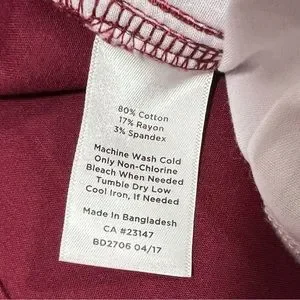 80% Cotton
17% Rayon
3% Spandex
Machine Wash Cold
Only Non-Chlorine
Bleach When Needed
Tumble Dry Low
Cool Iron, If Needed
Made In Bangladesh
CA #23147
BD2706 04/17